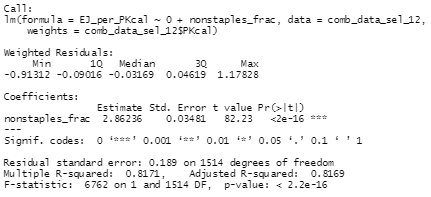 Call:
lm(formula = EJ_per_PKcal ~ 0 + nonstaples_frac, data = comb_data_sel_12,
    weights = comb_data_sel_12$PKcal)
Weighted Residuals:
     Min       1Q   Median       3Q      Max
-0.91312 -0.09016 -0.03169  0.04619  1.17828
Coefficients:
                Estimate Std. Error t value Pr(>|t|)
nonstaples_frac  2.86236    0.03481   82.23   <2e-16 ***
---
Signif. codes:  0 ‘***’ 0.001 ‘**’ 0.01 ‘*’ 0.05 ‘.’ 0.1 ‘ ’ 1
Residual standard error: 0.189 on 1514 degrees of freedom
Multiple R-squared:  0.8171,	Adjusted R-squared:  0.8169
F-statistic:  6762 on 1 and 1514 DF,  p-value: < 2.2e-16